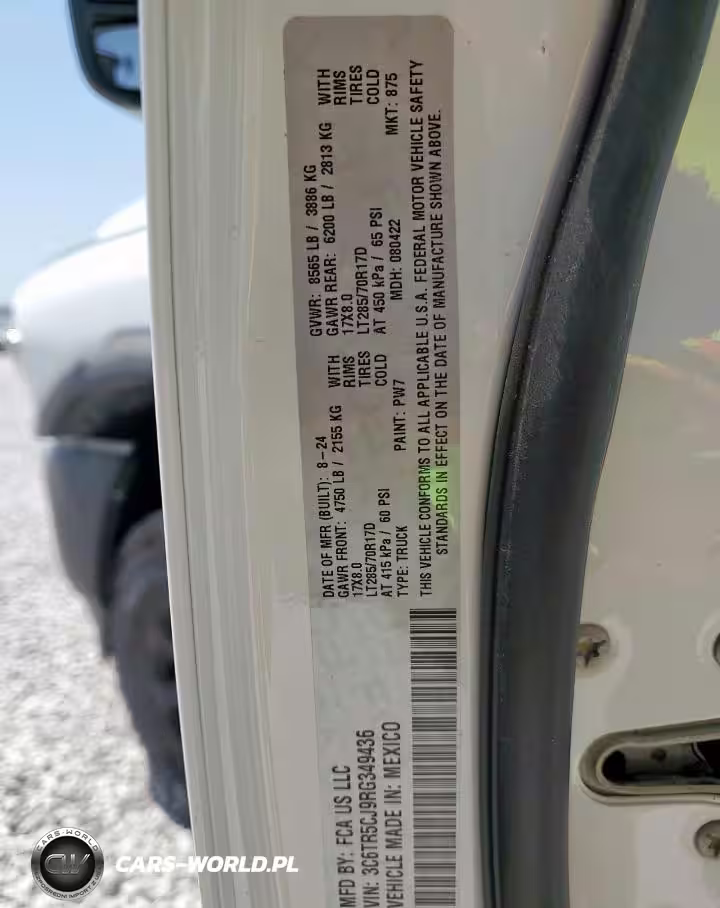 MFD BY: FCA US LLC
VIN: 3C6TR5CJ9RG349436
VEHICLE MADE IN: MEXICO
DATE OF MFR (BUILT): 8-24
GAWR FRONT: 4750 LB / 2155 KG WITH
17X8.0 RIMS
LT285/70R17D TIRES
AT 415 kPa / 60 PSI COLD
TYPE: TRUCK PAINT: PW7
GVWR: 8565 LB / 3886 KG
GAWR REAR: 6200 LB / 2813 KG WITH
17X8.0 RIMS
LT285/70R17D TIRES
AT 450 kPa / 65 PSI COLD
MDH: 080422 MKT: 875
THIS VEHICLE CONFORMS TO ALL APPLICABLE U.S.A. FEDERAL MOTOR VEHICLE SAFETY
STANDARDS IN EFFECT ON THE DATE OF MANUFACTURE SHOWN ABOVE.
CARS-WORLD
CW
CARS-WORLD.PL